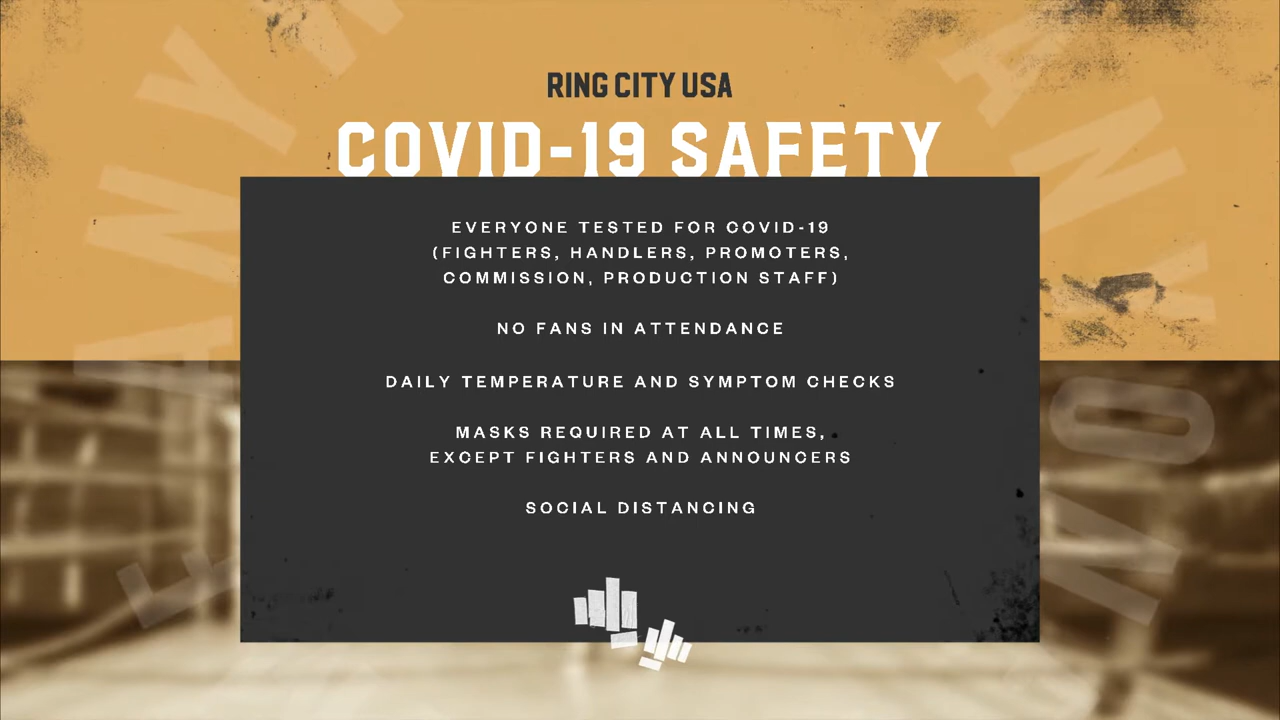 RING CITY USA
COVID-19 SAFETY
EVERYONE TESTED FOR COVID-19
(FIGHTERS, HANDLERS, PROMOTERS,
COMMISSION, PRODUCTION STAFF)
NO FANS IN ATTENDANCE
DAILY TEMPERATURE AND SYMPTOM CHECKS
MASKS REQUIRED AT ALL TIMES,
EXCEPT FIGHTERS AND ANNOUNCERS
SOCIAL DISTANCING